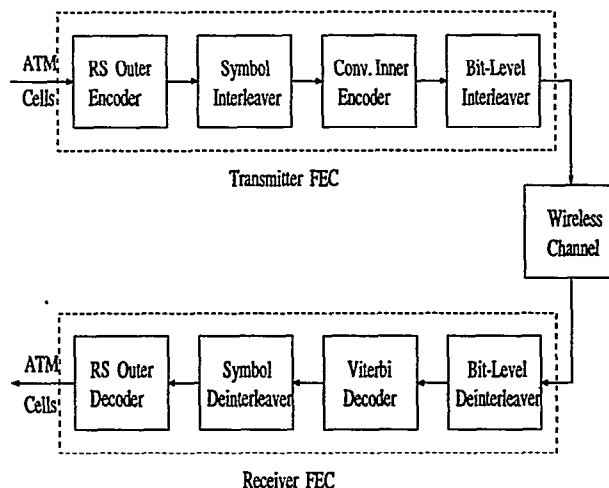 ATM
Cells
RS Outer
Encoder
Symbol
Interleaver
Conv. Inner
Encoder
Bit-Level
Interleaver
Transmitter FEC
Wireless
Channel
ATM
Cells
RS Outer
Decoder
Symbol
Deinterleaver
Viterbi
Decoder
Bit-Level
Deinterleaver
Receiver FEC